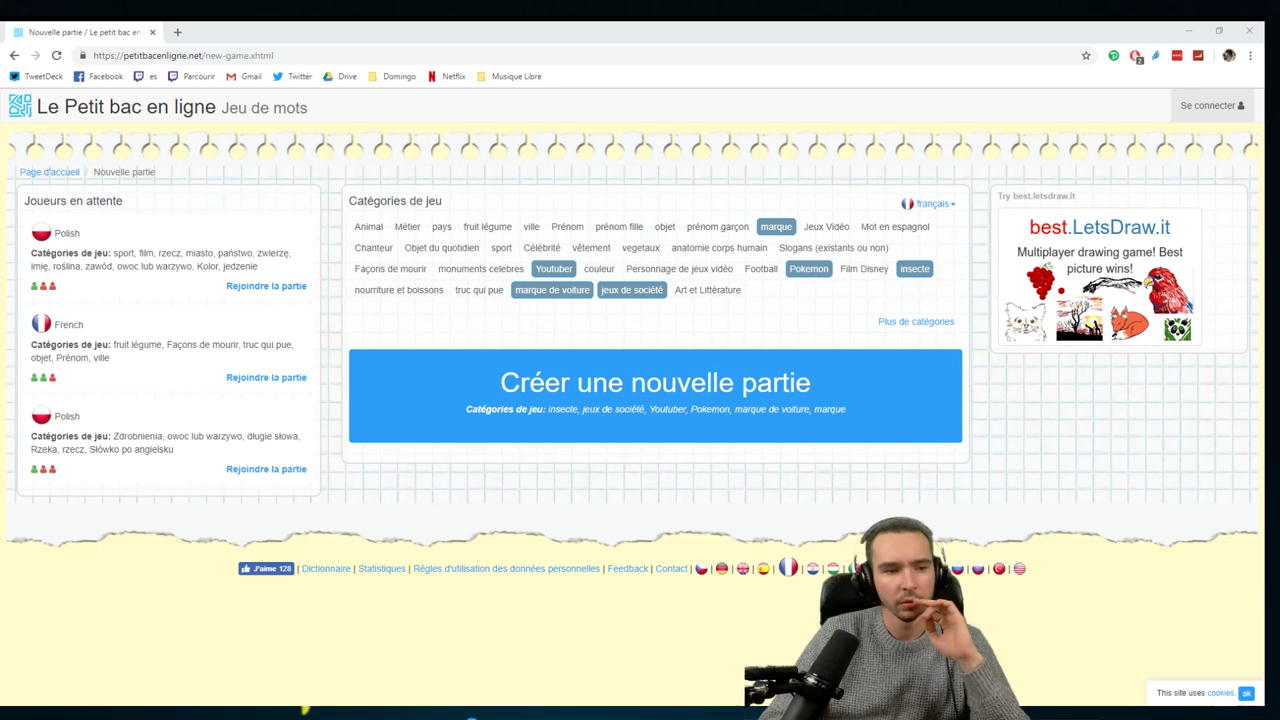 Nouvelle partie / Le petit bac en
https://petitbacenligne.net/new-game.xhtml
TweetDeck Facebook es Parcourir Gmail Twitter Drive Domingo Netflix Musique Libre
Le Petit bac en ligne Jeu de mots
Se connecter
Page d'accueil / Nouvelle partie
Joueurs en attente
Polish
Catégories de jeu: sport, film, rzecz, miasto, państwo, zwierzę,
imię, roślina, zawód, owoc lub warzywo, Kolor, jedzenie
Rejoindre la partie
French
Catégories de jeu: fruit légume, Façons de mourir, truc qui pue,
objet, Prénom, ville
Rejoindre la partie
Polish
Catégories de jeu: Zdrobnienia, owoc lub warzywo, długie słowa,
Rzeka, rzecz, Słówko po angielsku
Rejoindre la partie
Catégories de jeu
français
Animal Métier pays fruit légume ville Prénom prénom fille objet prénom garçon marque Jeux Vidéo Mot en espagnol
Chanteur Objet du quotidien sport Célébrité vêtement vegetaux anatomie corps humain Slogans (existants ou non)
Façons de mourir monuments celebres Youtuber couleur Personnage de jeux vidéo Football Pokemon Film Disney insecte
nourriture et boissons truc qui pue marque de voiture jeux de société Art et Littérature
Plus de catégories
Créer une nouvelle partie
Catégories de jeu: insecte, jeux de société, Youtuber, Pokemon, marque de voiture, marque
Try best.letsdraw.it
best.LetsDraw.it
Multiplayer drawing game! Best
picture wins!
J'aime 128 | Dictionnaire | Statistiques | Règles d'utilisation des données personnelles | Feedback | Contact |
This site uses cookies. ok